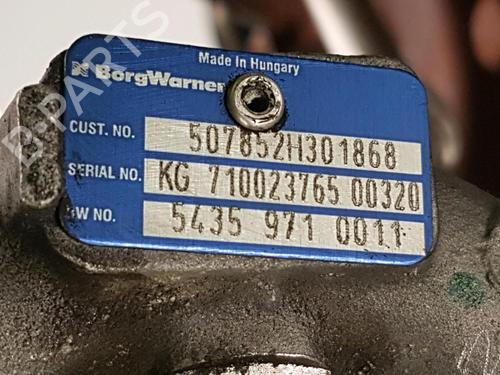 Made in Hungary
BorgWarner
CUST. NO. 507852H301868
SERIAL NO. KG 710023765 00320
BW NO. 5435 971 0011
B-PARTS